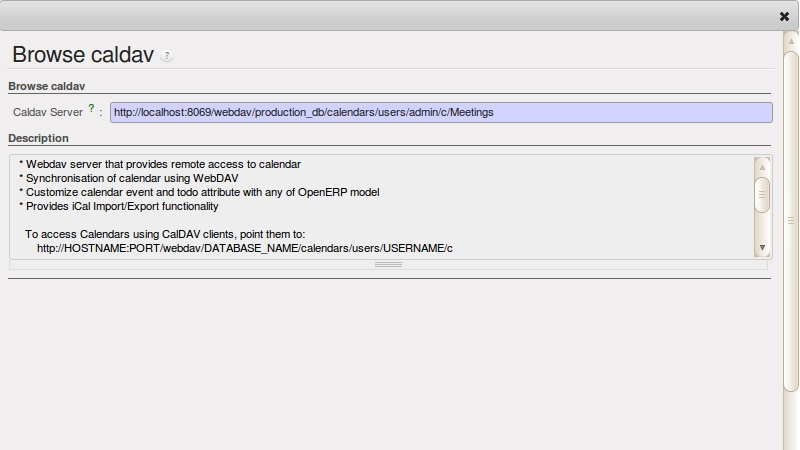 Browse caldav ?
Browse caldav
Caldav Server ? : http://localhost:8069/webdav/production_db/calendars/users/admin/c/Meetings
Description
* Webdav server that provides remote access to calendar
* Synchronisation of calendar using WebDAV
* Customize calendar event and todo attribute with any of OpenERP model
* Provides iCal Import/Export functionality
To access Calendars using CalDAV clients, point them to:
http://HOSTNAME:PORT/webdav/DATABASE_NAME/calendars/users/USERNAME/c